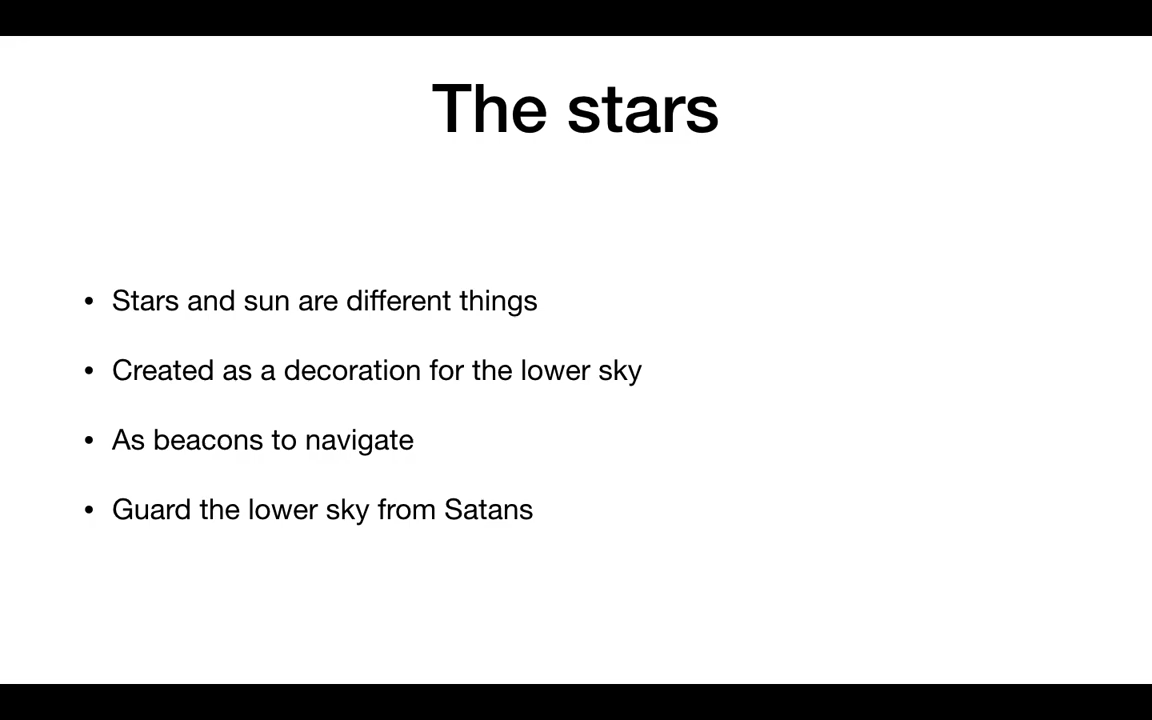 The stars
• Stars and sun are different things
• Created as a decoration for the lower sky
• As beacons to navigate
• Guard the lower sky from Satans